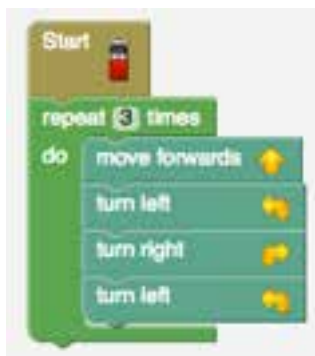 Start
repeat 3 times
do move forwards
turn left
turn right
turn left